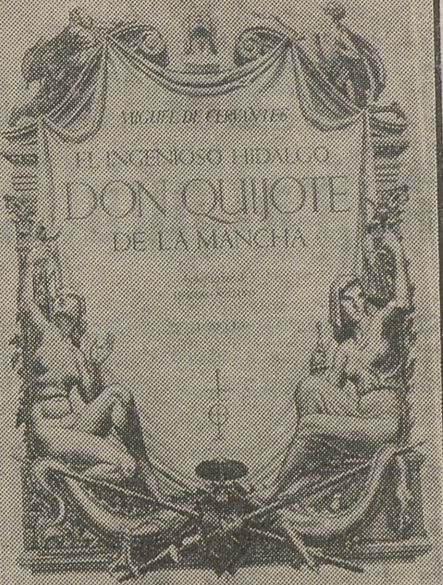 MIGUEL DE CERVANTES
EL INGENIOSO HIDALGO
DON QUIJOTE
DE LA MANCHA